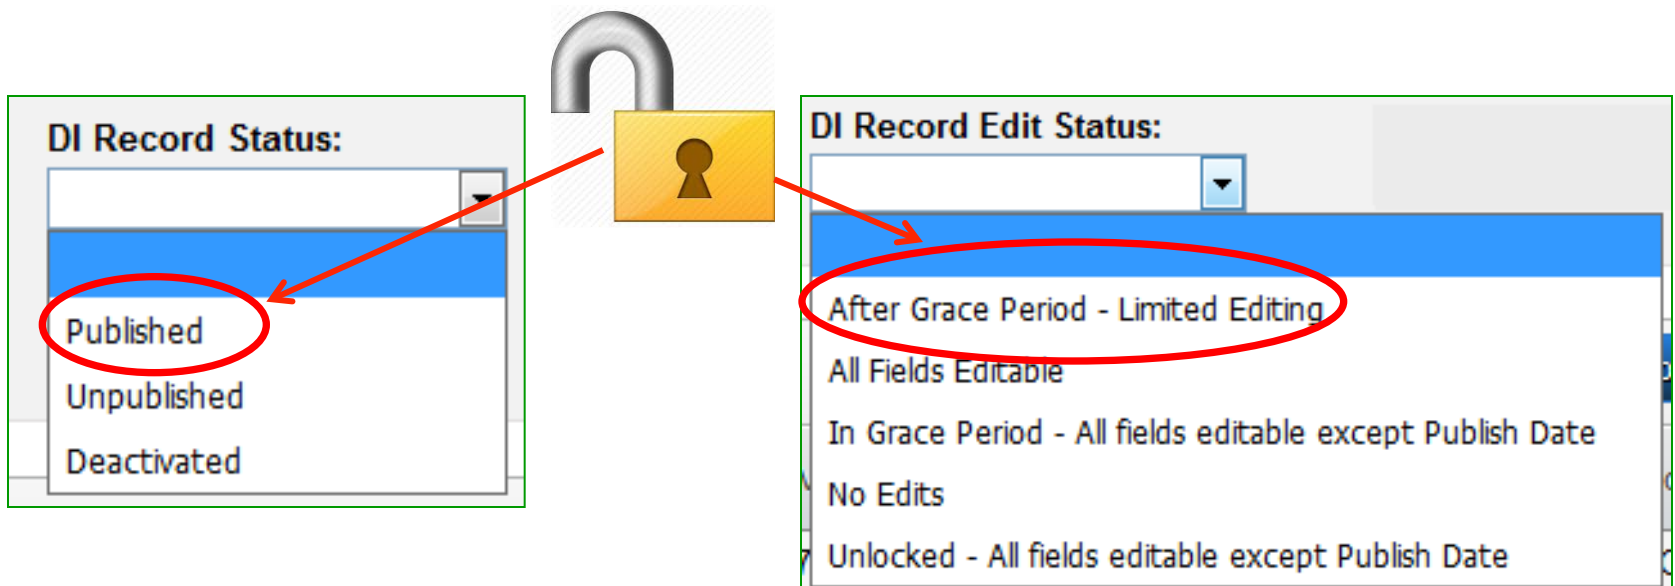 DI Record Status:
Published
Unpublished
Deactivated
DI Record Edit Status:
After Grace Period - Limited Editing
All Fields Editable
In Grace Period - All fields editable except Publish Date
No Edits
Unlocked - All fields editable except Publish Date